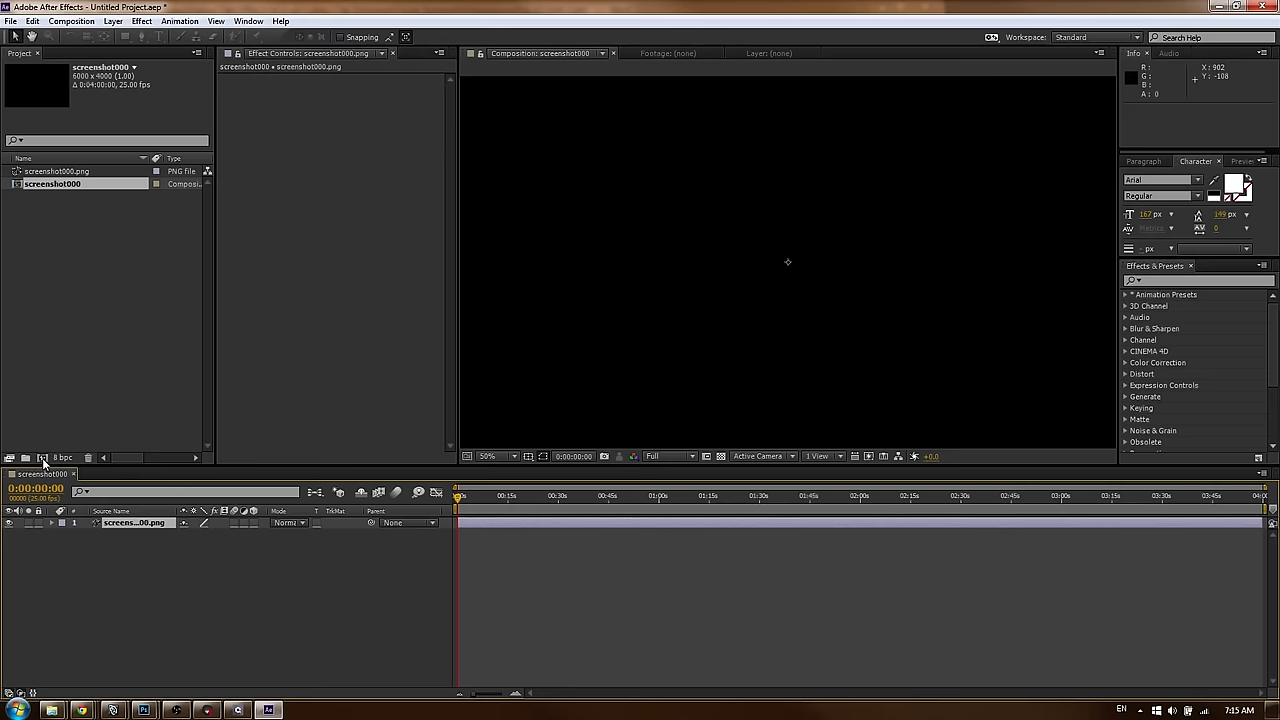 Adobe After Effects - Untitled Project.aep *
File Edit Composition Layer Effect Animation View Window Help
Snapping
Workspace: Standard
Search Help
Project
screenshot000
6000 x 4000 (1.00)
Δ 0:04:00:00, 25.00 fps
Name Type
screenshot000.png PNG file
screenshot000 Composi...
8 bpc
Effect Controls: screenshot000.png
screenshot000 • screenshot000.png
Composition: screenshot000
Footage: (none)
Layer: (none)
50% 0:00:00:00 Full Active Camera 1 View +0.0
Info Audio
R: X: 902
G: Y: -108
B:
A: 0
Paragraph Character Preview
Arial
Regular
167 px 149 px
Metrics 0
- px
Effects & Presets
* Animation Presets
3D Channel
Audio
Blur & Sharpen
Channel
CINEMA 4D
Color Correction
Distort
Expression Controls
Generate
Keying
Matte
Noise & Grain
Obsolete
screenshot000
0:00:00:00
00000 (25.00 fps)
00:15s 00:30s 00:45s 01:00s 01:15s 01:30s 01:45s 02:00s 02:15s 02:30s 02:45s 03:00s 03:15s 03:30s 03:45s
# Source Name Mode T TrkMat Parent
1 screens...00.png None
EN 7:15 AM